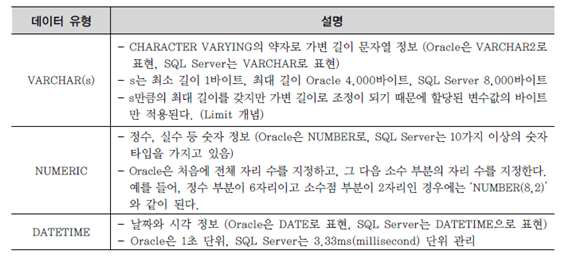 데이터 유형 설명
- CHARACTER VARYING의 약자로 가변 길이 문자열 정보 (Oracle은 VARCHAR2로
표현, SQL Server는 VARCHAR로 표현)
VARCHAR(s)
- s는 최소 길이 1바이트, 최대 길이 Oracle 4,000바이트, SQL Server 8,000바이트
- s만큼의 최대 길이를 갖지만 가변 길이로 조정이 되기 때문에 할당된 변수값의 바이트
만 적용된다. (Limit 개념)
- 정수, 실수 등 숫자 정보 (Oracle은 NUMBER로, SQL Server는 10가지 이상의 숫자
타입을 가지고 있음)
NUMERIC
- Oracle은 처음에 전체 자리 수를 지정하고, 그 다음 소수 부분의 자리 수를 지정한다.
예를 들어, 정수 부분이 6자리이고 소수점 부분이 2자리인 경우에는 'NUMBER(8,2)'
와 같이 된다.
DATETIME
- 날짜와 시각 정보 (Oracle은 DATE로 표현, SQL Server는 DATETIME으로 표현)
- Oracle은 1초 단위, SQL Server는 3.33ms(millisecond) 단위 관리